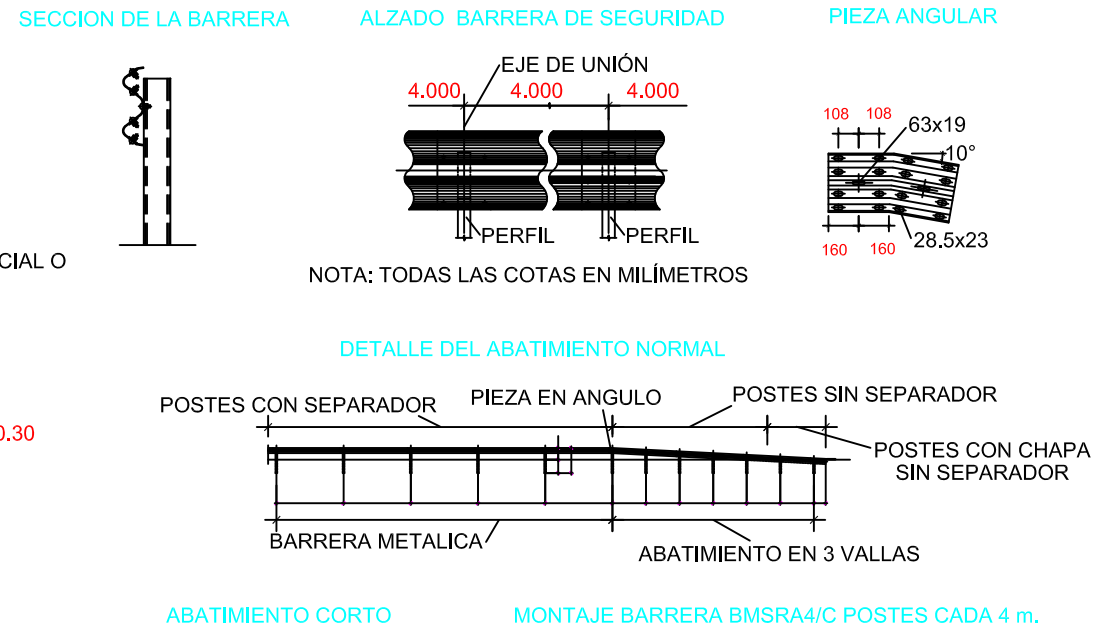 SECCION DE LA BARRERA
ALZADO BARRERA DE SEGURIDAD
PIEZA ANGULAR
EJE DE UNIÓN
4.000
4.000
4.000
108
108
63x19
10°
PERFIL
PERFIL
28.5x23
160
160
CIAL O
NOTA: TODAS LAS COTAS EN MILÍMETROS
DETALLE DEL ABATIMIENTO NORMAL
POSTES CON SEPARADOR
PIEZA EN ANGULO
POSTES SIN SEPARADOR
0.30
POSTES CON CHAPA
SIN SEPARADOR
BARRERA METALICA
ABATIMIENTO EN 3 VALLAS
ABATIMIENTO CORTO
MONTAJE BARRERA BMSRA4/C POSTES CADA 4 m.